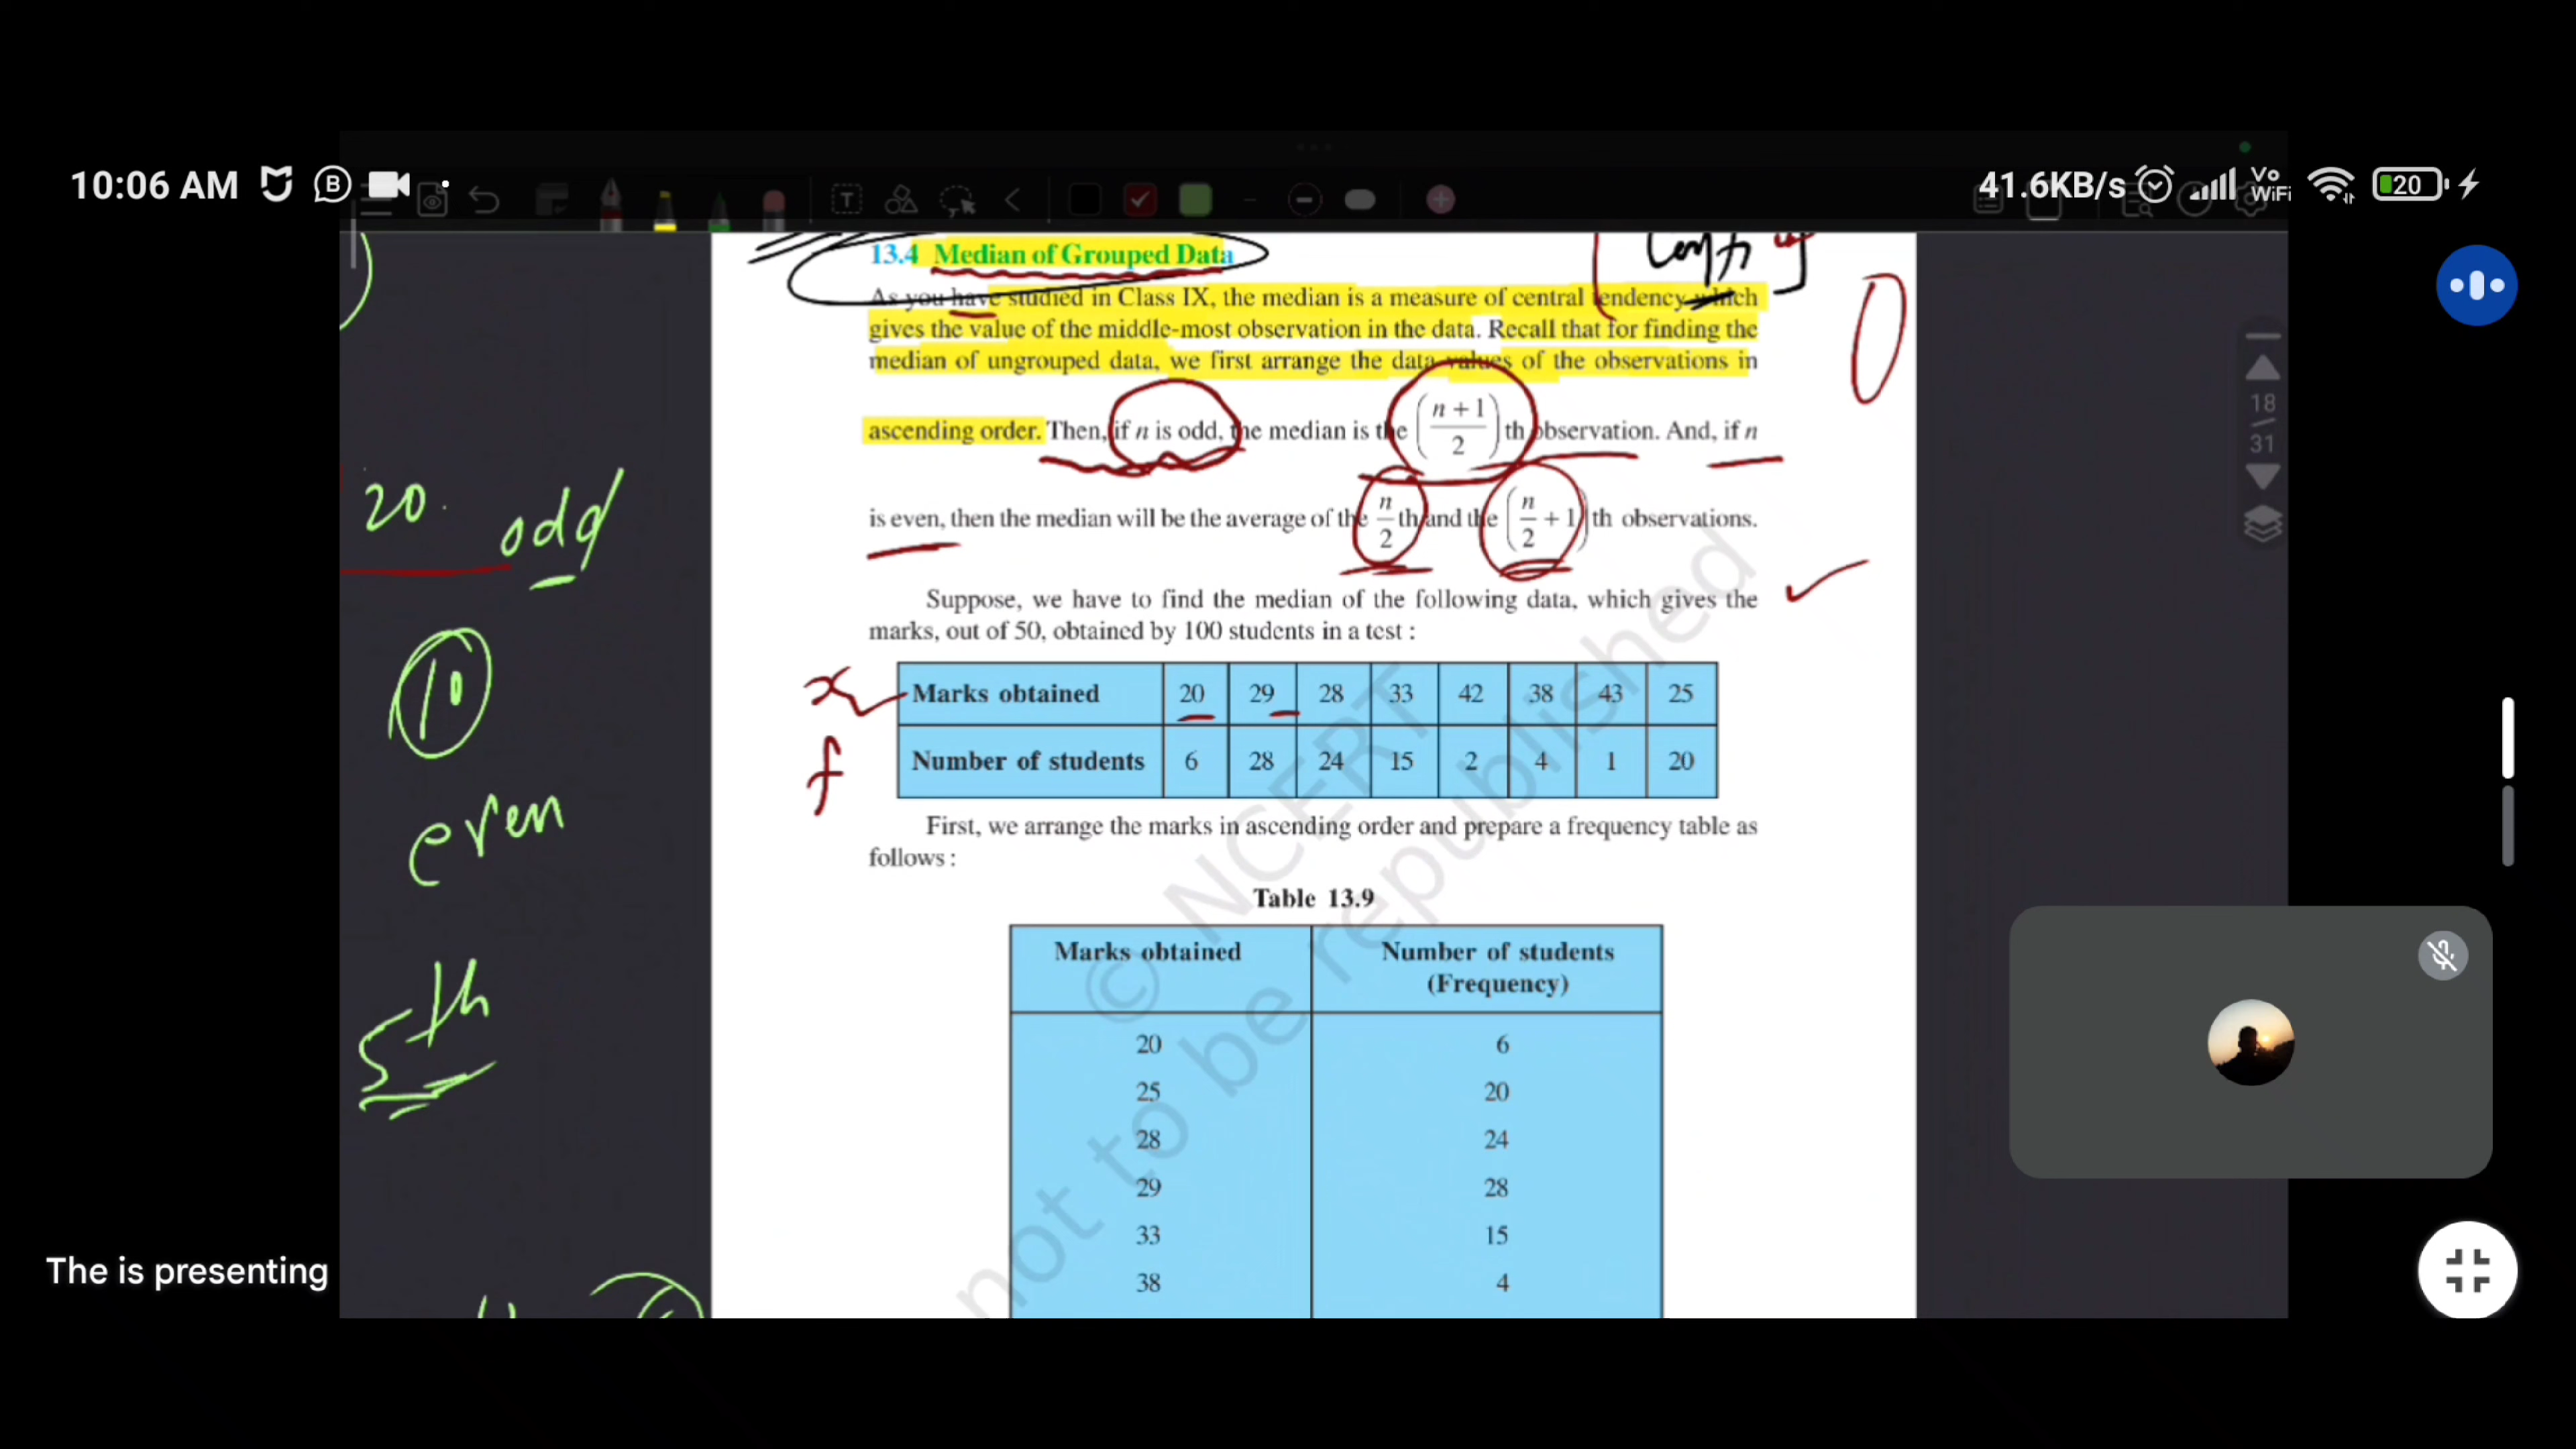 10:06 AM
41.6KB/s Vo WiFi 20
13.4 Median of Grouped Data
As you have studied in Class IX, the median is a measure of central tendency which
gives the value of the middle-most observation in the data. Recall that for finding the
median of ungrouped data, we first arrange the data values of the observations in
ascending order. Then, if n is odd, the median is the (n + 1 / 2) th observation. And, if n
is even, then the median will be the average of the n/2 th and the (n/2 + 1) th observations.
Suppose, we have to find the median of the following data, which gives the
marks, out of 50, obtained by 100 students in a test :
x Marks obtained 20 29 28 33 42 38 43 25
f Number of students 6 28 24 15 2 4 1 20
First, we arrange the marks in ascending order and prepare a frequency table as
follows :
Table 13.9
Marks obtained Number of students
(Frequency)
20 6
25 20
28 24
29 28
33 15
38 4
20. odd
10
even
5th
18
31
© NCERT
not to be republished
The is presenting